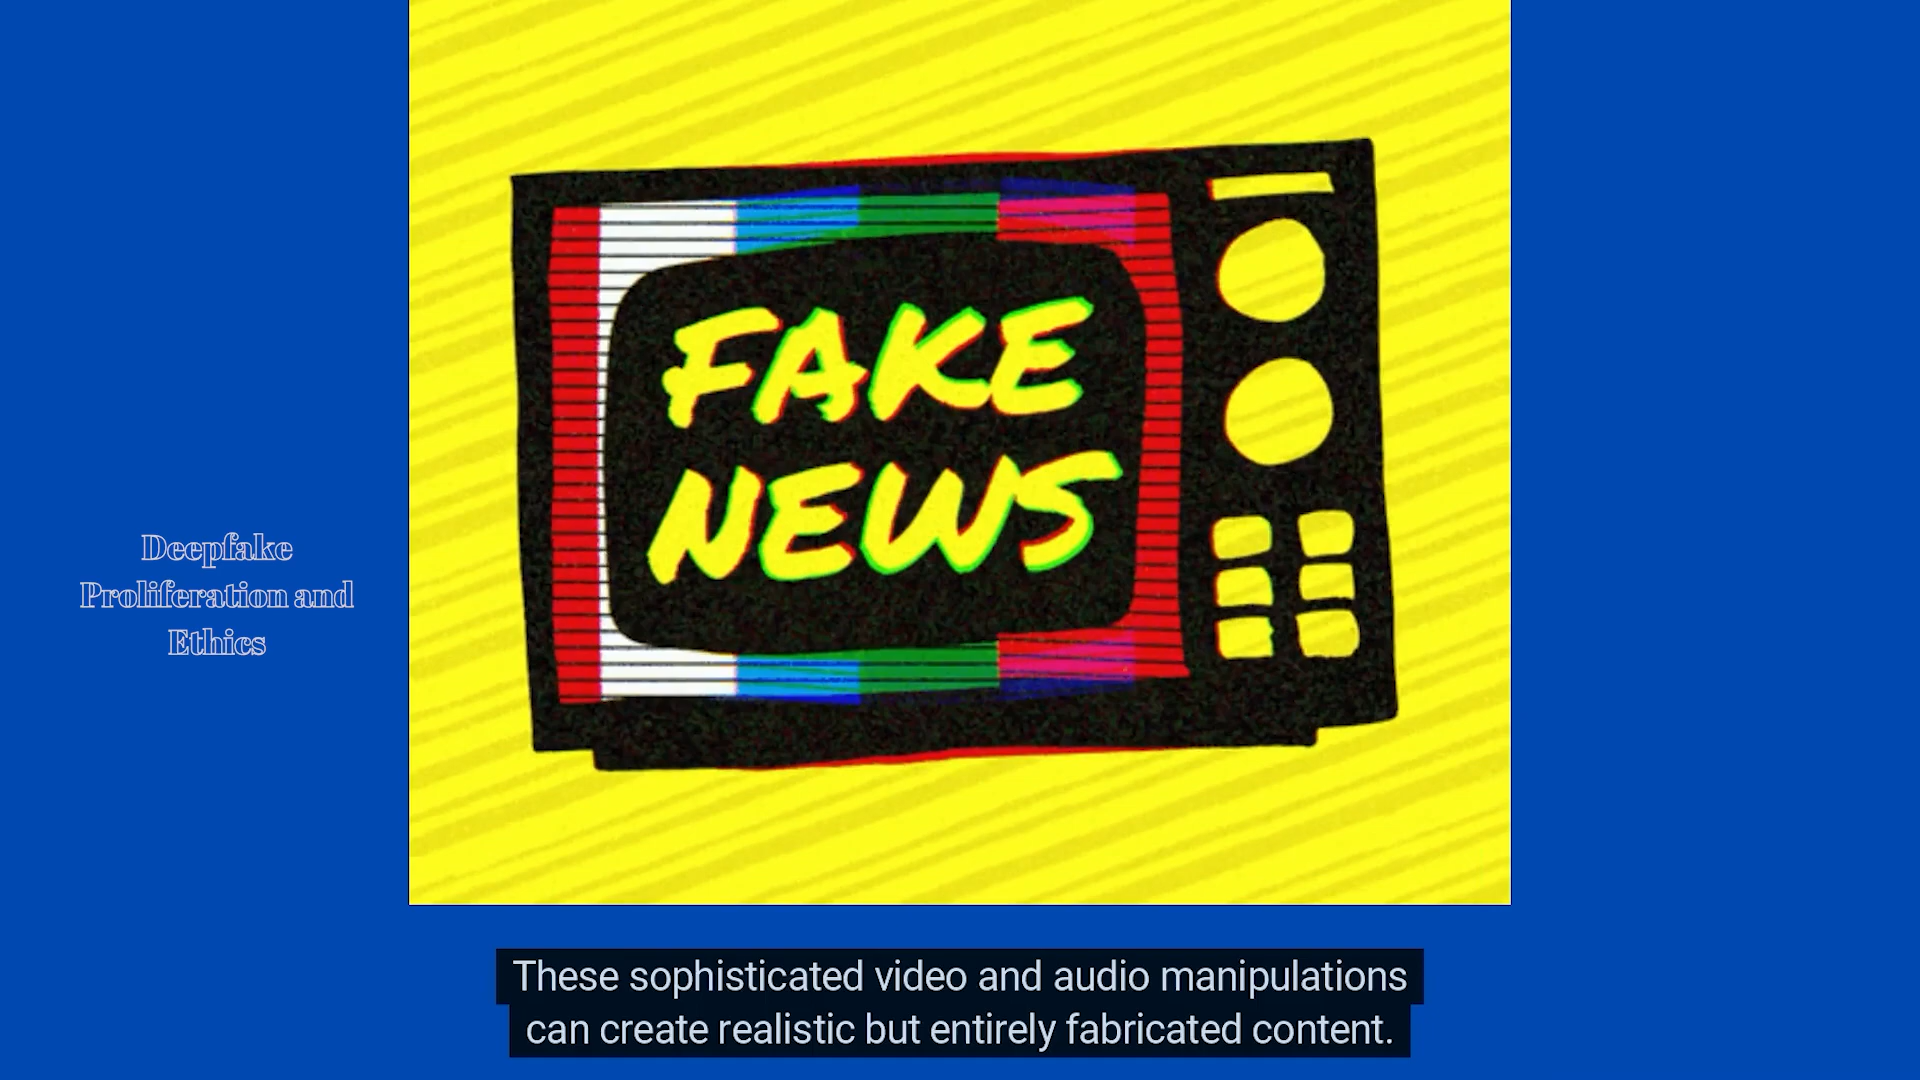 FAKE
NEWS
Deepfake
Proliferation and
Ethics
These sophisticated video and audio manipulations
can create realistic but entirely fabricated content.